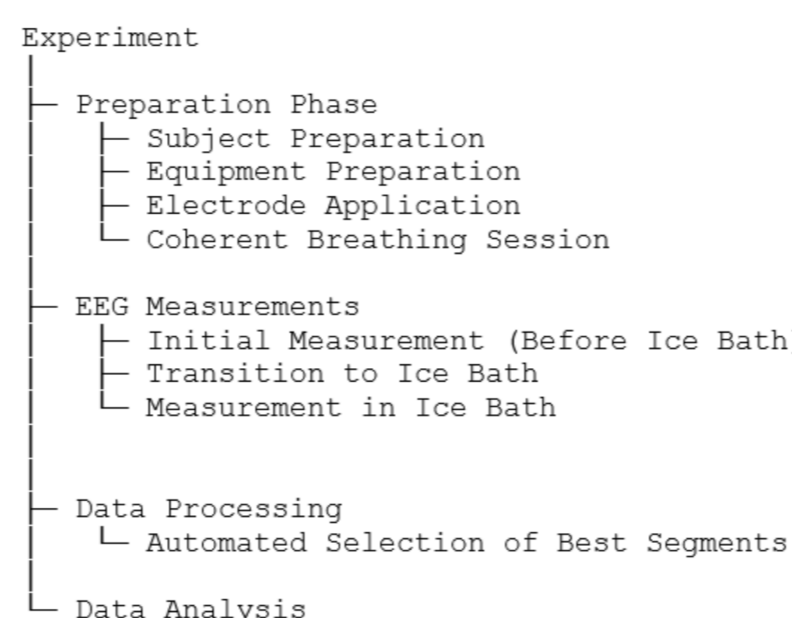 Experiment
Preparation Phase
Subject Preparation
Equipment Preparation
Electrode Application
Coherent Breathing Session
EEG Measurements
Initial Measurement (Before Ice Bath)
Transition to Ice Bath
Measurement in Ice Bath
Data Processing
Automated Selection of Best Segments
Data Analysis